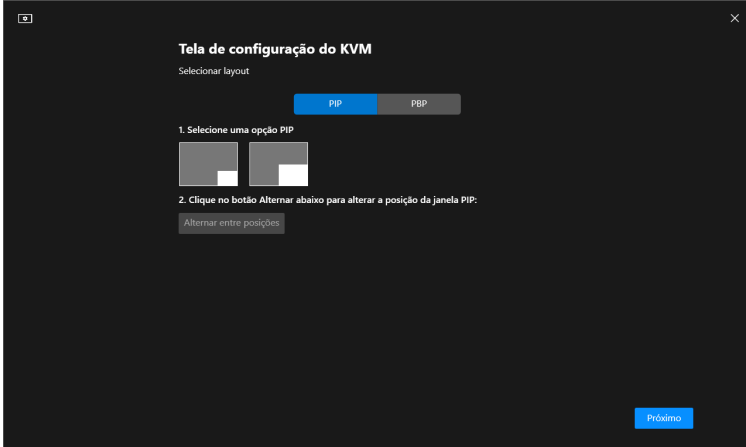 Tela de configuração do KVM
Selecionar layout
PIP
PBP
1. Selecione uma opção PIP
2. Clique no botão Alternar abaixo para alterar a posição da janela PIP:
Alternar entre posições
Próximo